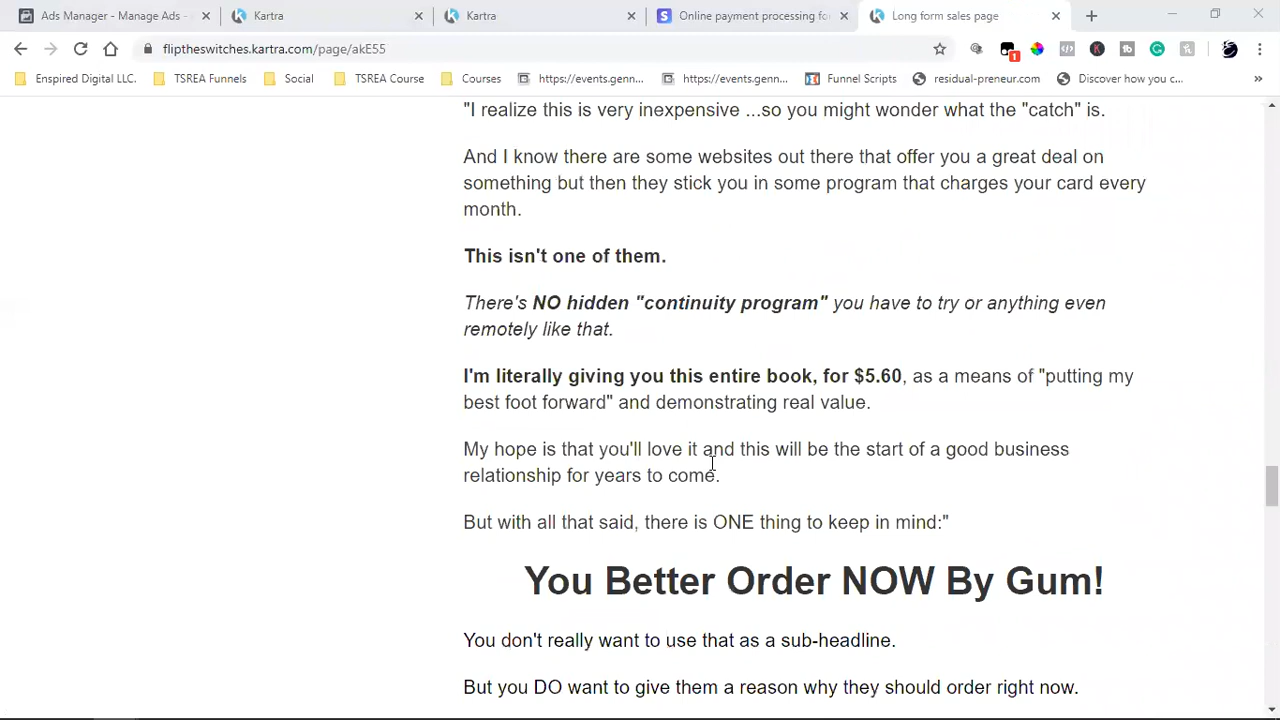 Ads Manager - Manage Ads -
Kartra
Kartra
Online payment processing fo
Long form sales page
fliptheswitches.kartra.com/page/akE55
1
Enspired Digital LLC.
TSREA Funnels
Social
TSREA Course
Courses
https://events.genn...
https://events.genn...
Funnel Scripts
residual-preneur.com
Discover how you c...
"I realize this is very inexpensive ...so you might wonder what the "catch" is.
And I know there are some websites out there that offer you a great deal on
something but then they stick you in some program that charges your card every
month.
This isn't one of them.
There's NO hidden "continuity program" you have to try or anything even
remotely like that.
I'm literally giving you this entire book, for $5.60, as a means of "putting my
best foot forward" and demonstrating real value.
My hope is that you'll love it and this will be the start of a good business
relationship for years to come.
But with all that said, there is ONE thing to keep in mind:"
You Better Order NOW By Gum!
You don't really want to use that as a sub-headline.
But you DO want to give them a reason why they should order right now.